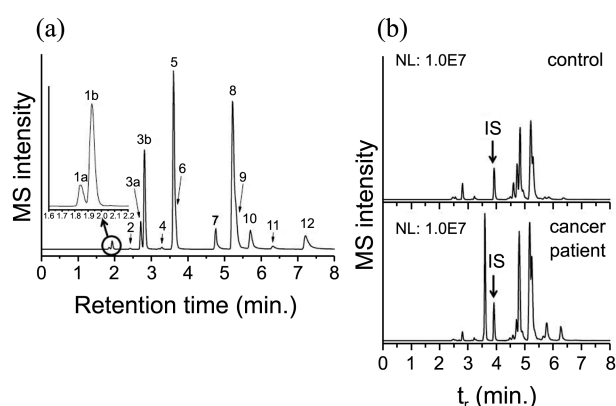 (a)
5
8
1b
3b
1a
3a
6
9
7
10
2
4
11
12
1.6 1.7 1.8 1.9 2.0 2.1 2.2
MS intensity
0 1 2 3 4 5 6 7 8
Retention time (min.)
(b)
NL: 1.0E7 control
IS
NL: 1.0E7 cancer
patient
IS
MS intensity
0 1 2 3 4 5 6 7 8
tr (min.)